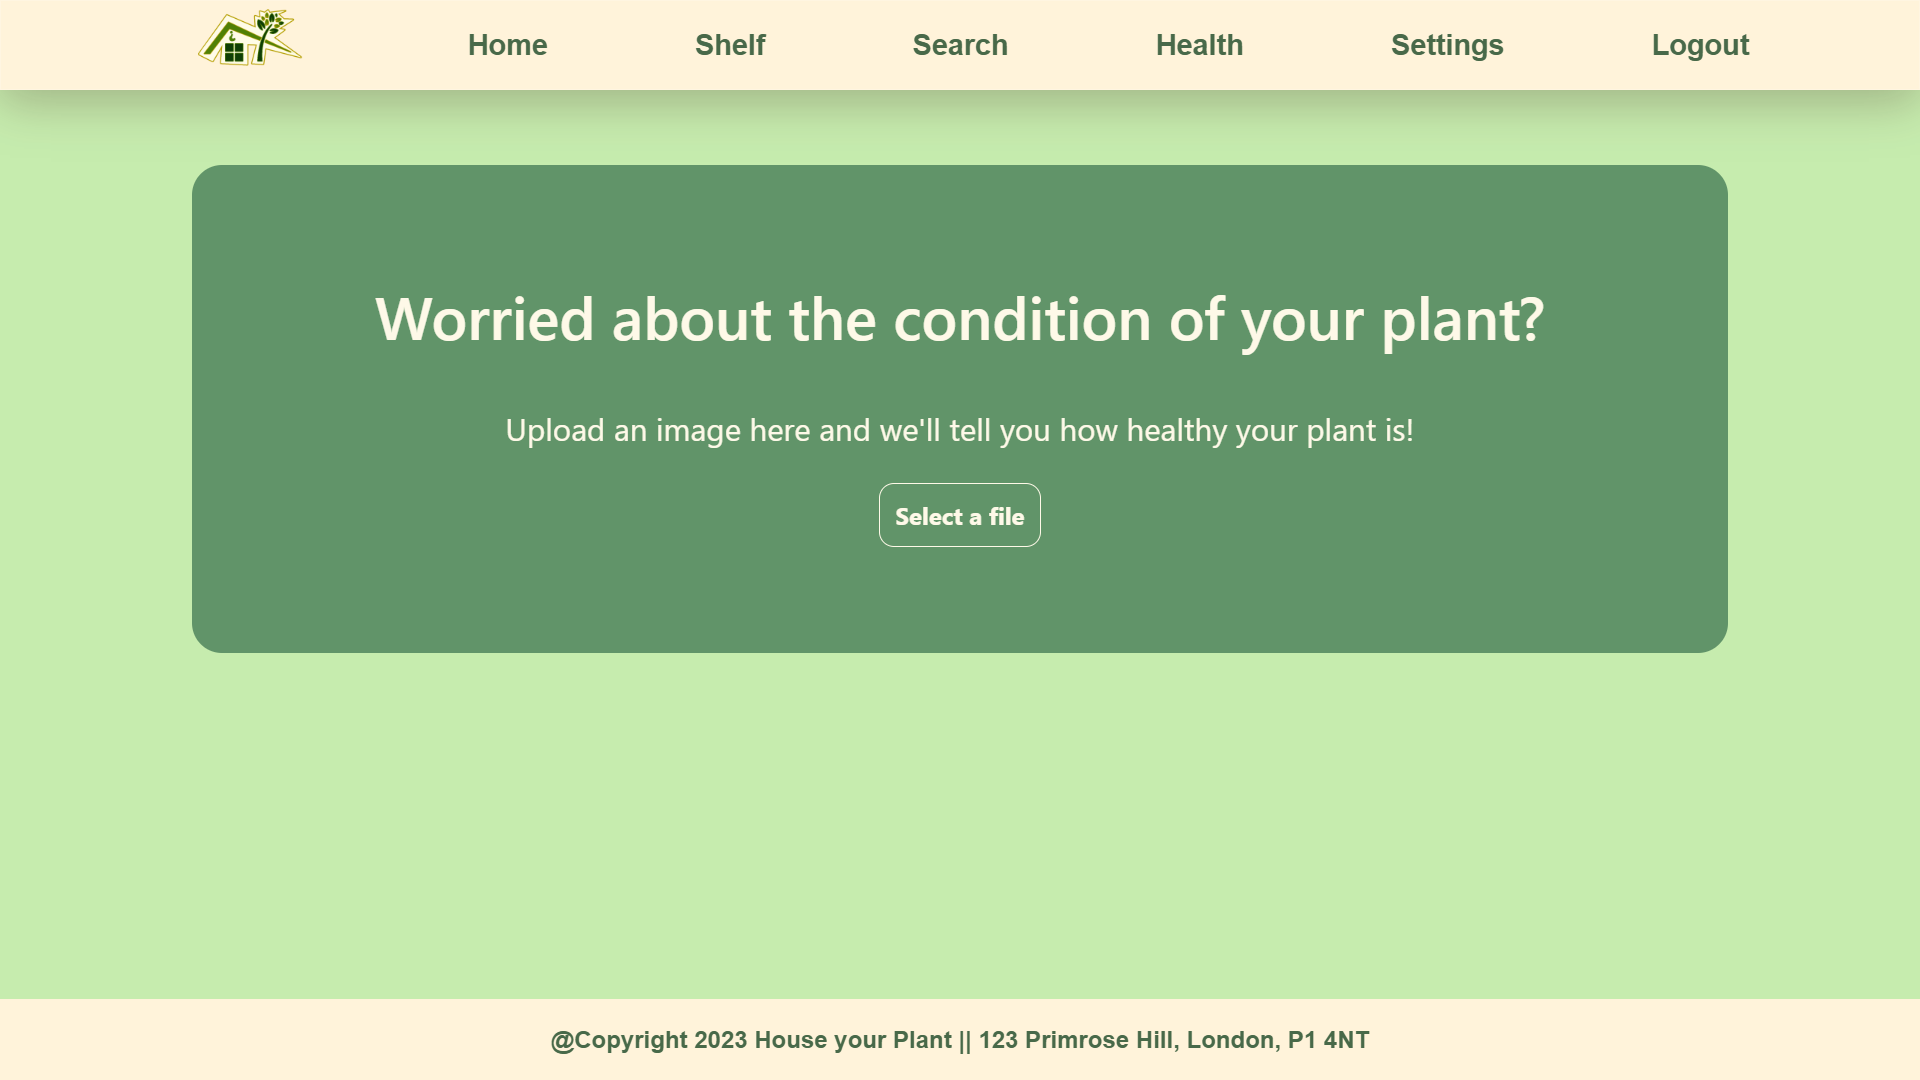 Home
Shelf
Search
Health
Settings
Logout
Worried about the condition of your plant?
Upload an image here and we'll tell you how healthy your plant is!
Select a file
@Copyright 2023 House your Plant || 123 Primrose Hill, London, P1 4NT